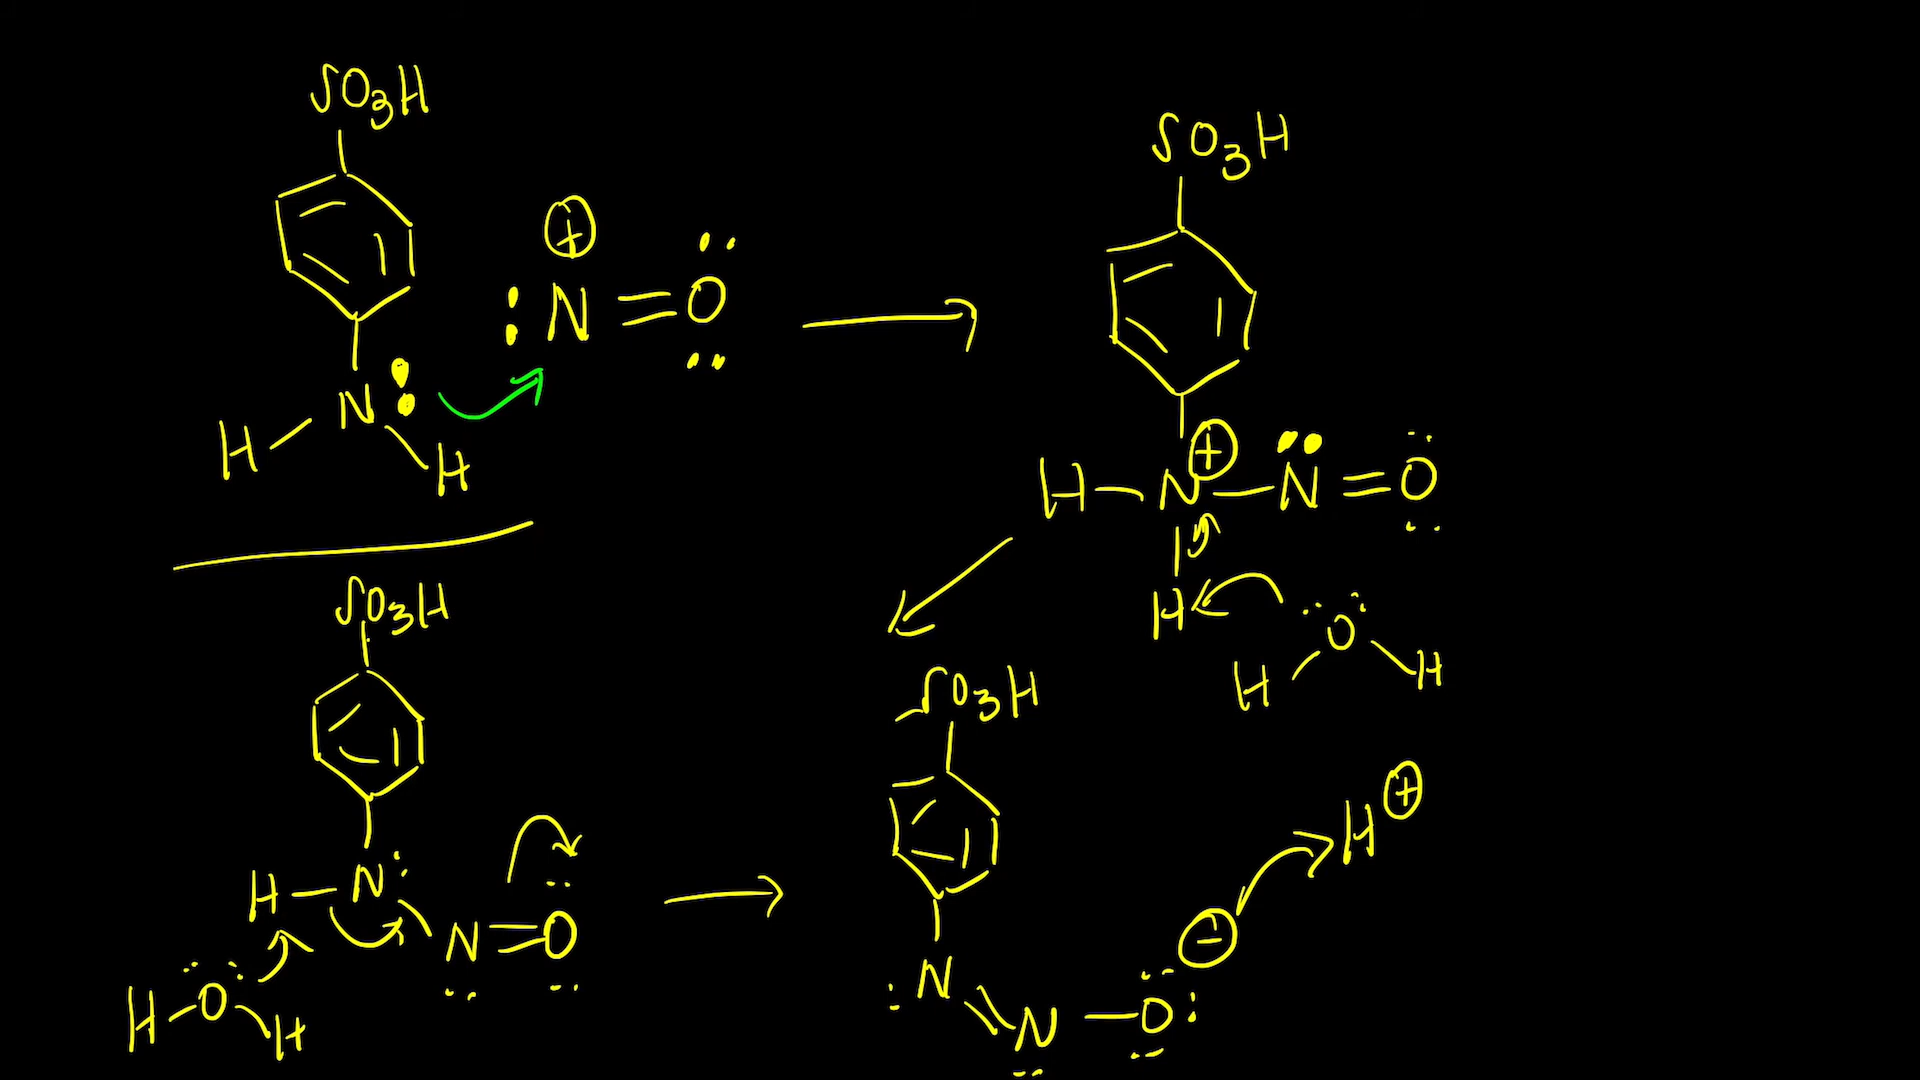 SO3H
⊕
:N=O
H-N:
H
SO3H
⊕
H-N-N=O
H
O
H H
SO3H
H-N:
N=O
H-O
H
SO3H
H⊕
⊖
:N
N-O: